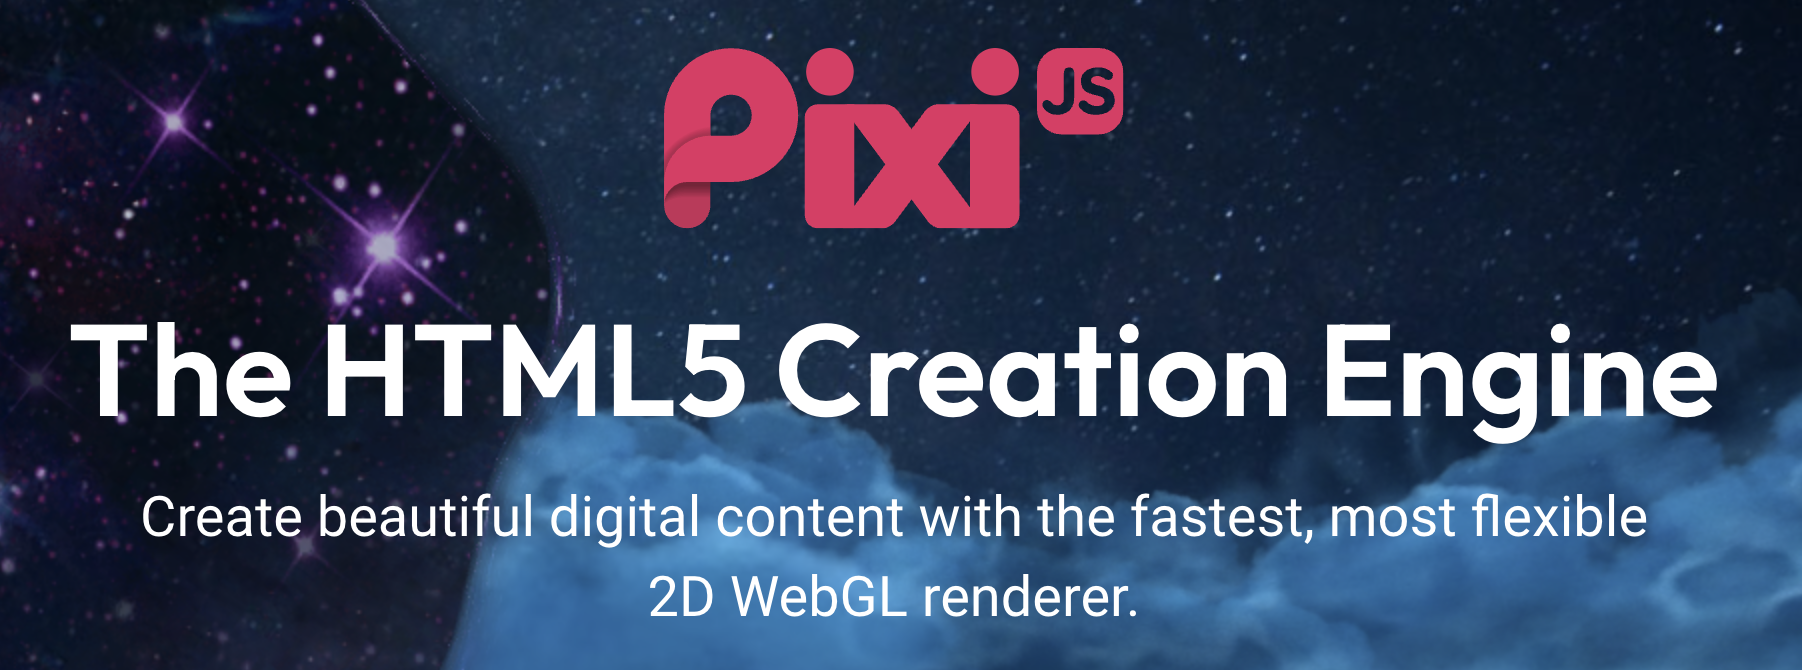 Pixi JS
The HTML5 Creation Engine
Create beautiful digital content with the fastest, most flexible
2D WebGL renderer.